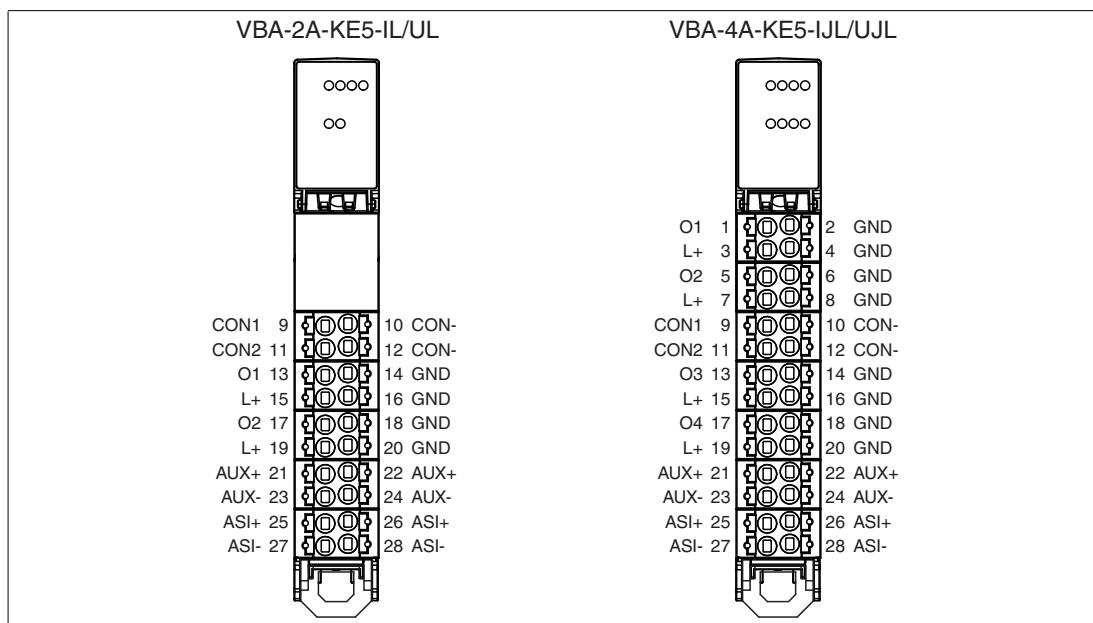 VBA-2A-KE5-IL/UL
CON1 9 10 CON-
CON2 11 12 CON-
O1 13 14 GND
L+ 15 16 GND
O2 17 18 GND
L+ 19 20 GND
AUX+ 21 22 AUX+
AUX- 23 24 AUX-
ASI+ 25 26 ASI+
ASI- 27 28 ASI-
VBA-4A-KE5-IJL/UJL
O1 1 2 GND
L+ 3 4 GND
O2 5 6 GND
L+ 7 8 GND
CON1 9 10 CON-
CON2 11 12 CON-
O3 13 14 GND
L+ 15 16 GND
O4 17 18 GND
L+ 19 20 GND
AUX+ 21 22 AUX+
AUX- 23 24 AUX-
ASI+ 25 26 ASI+
ASI- 27 28 ASI-